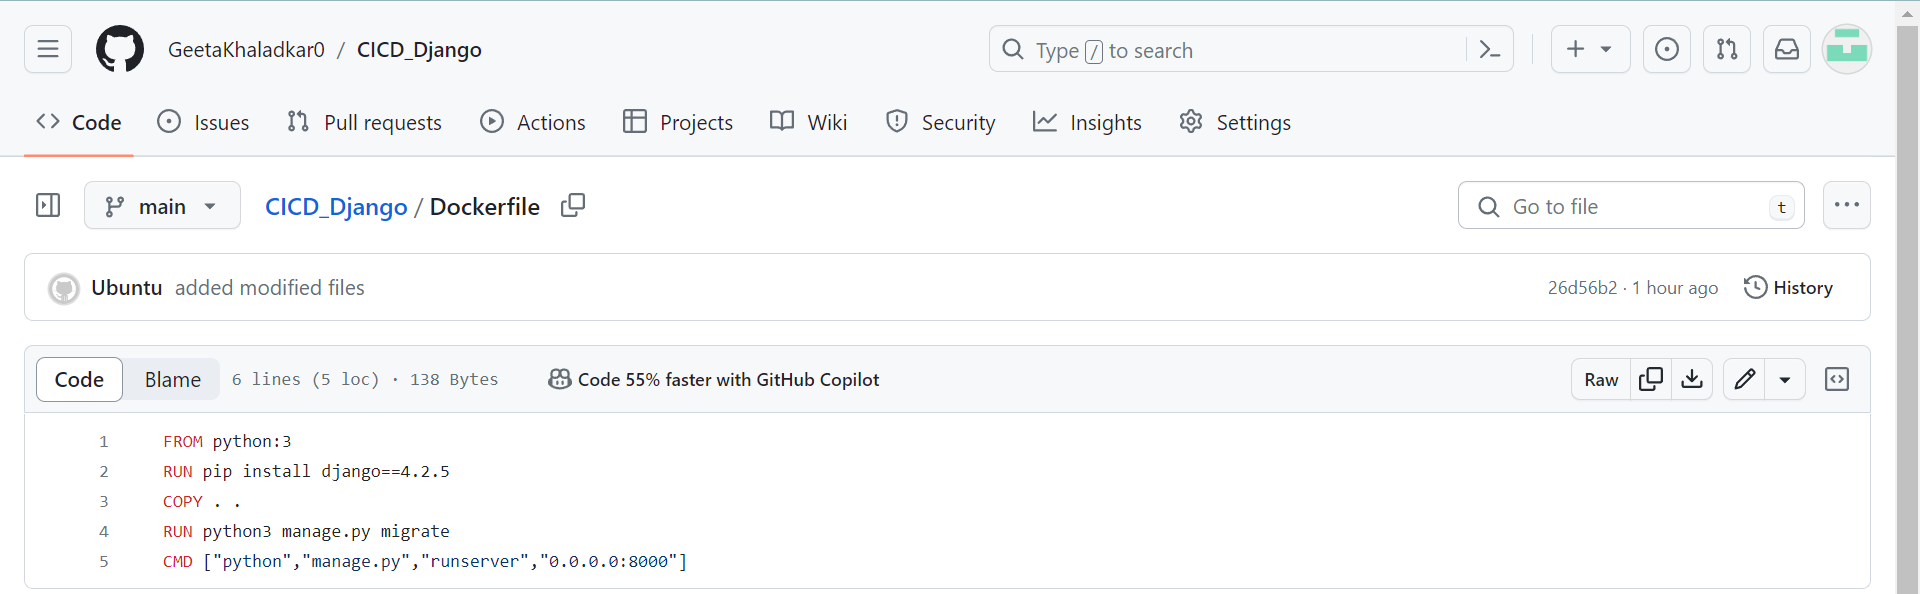 GeetaKhaladkar0 / CICD_Django
Type / to search
Code Issues Pull requests Actions Projects Wiki Security Insights Settings
main CICD_Django / Dockerfile
Go to file t
Ubuntu added modified files
26d56b2 · 1 hour ago History
Code Blame 6 lines (5 loc) · 138 Bytes Code 55% faster with GitHub Copilot Raw
1 FROM python:3
2 RUN pip install django==4.2.5
3 COPY . .
4 RUN python3 manage.py migrate
5 CMD ["python","manage.py","runserver","0.0.0.0:8000"]